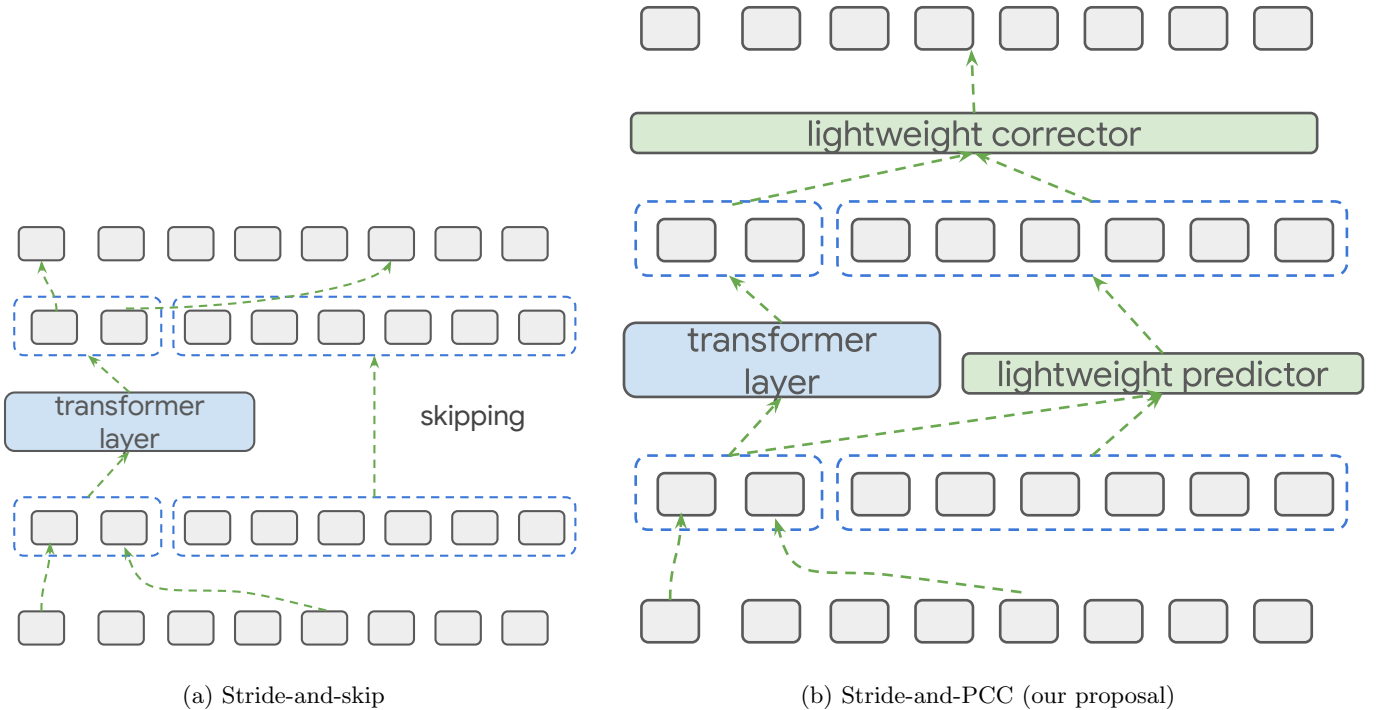 transformer
layer
skipping
(a) Stride-and-skip
lightweight corrector
transformer
layer
lightweight predictor
(b) Stride-and-PCC (our proposal)